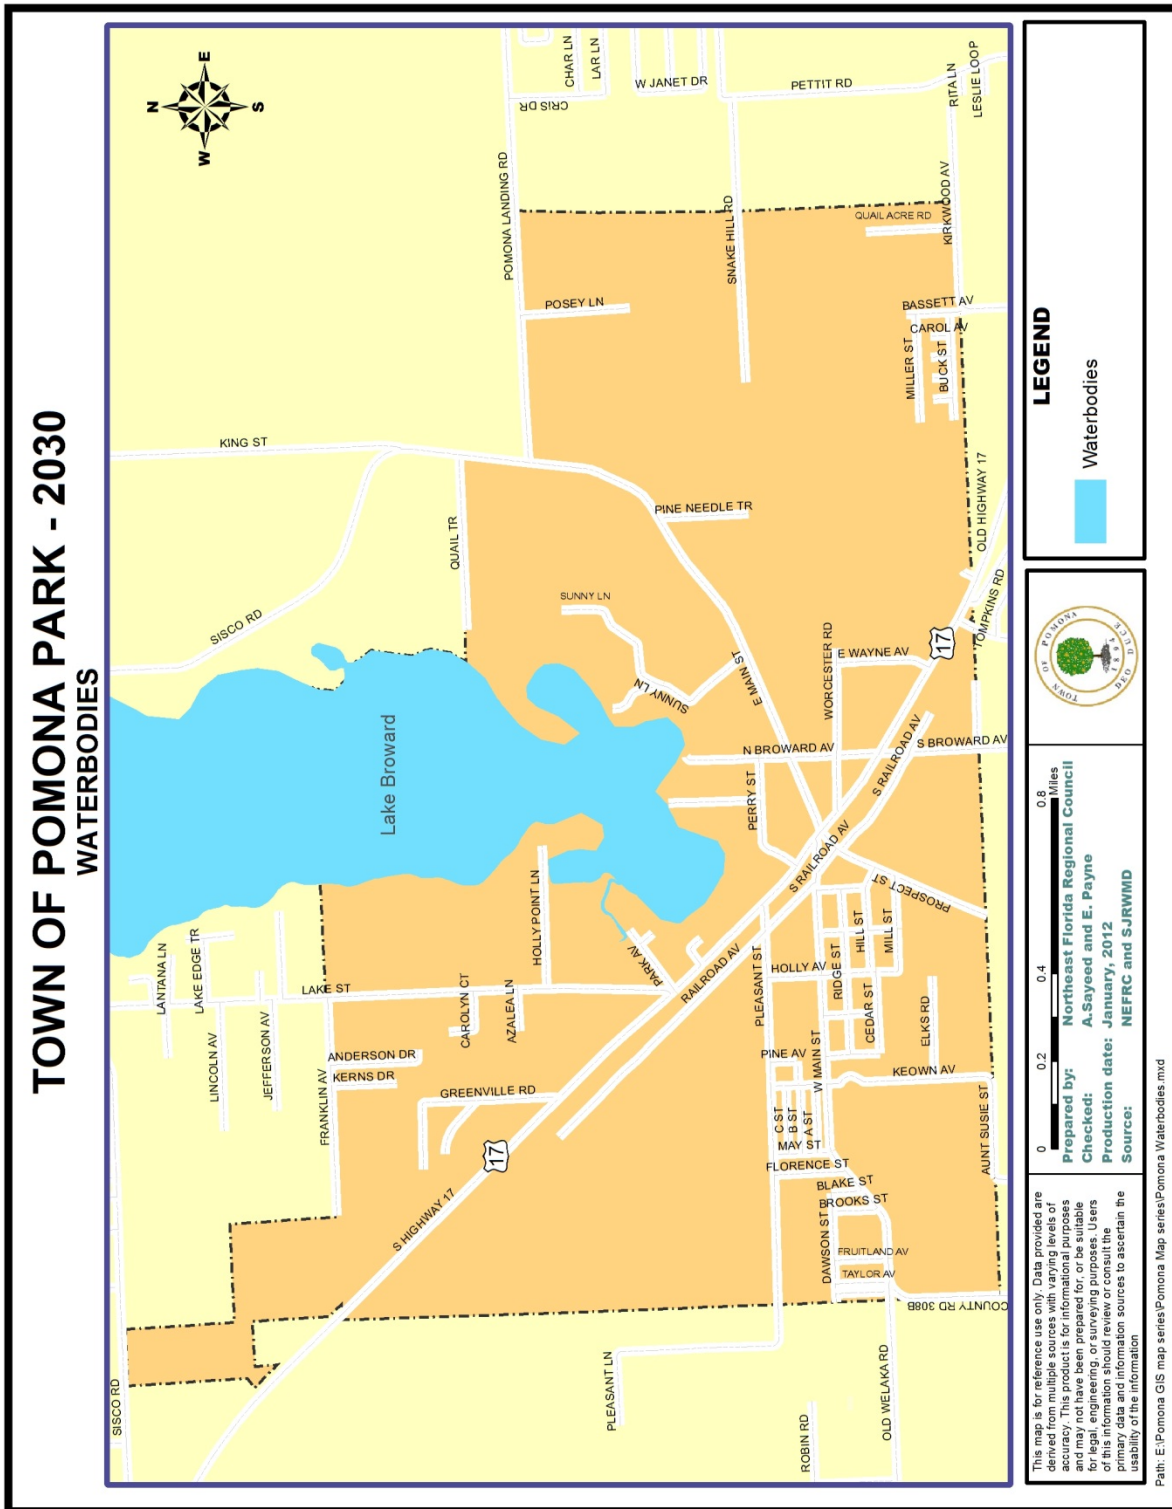 TOWN OF POMONA PARK - 2030
WATERBODIES
N
E
S
W
SISCO RD
KING ST
SISCO RD
QUAIL TR
POMONA LANDING RD
CRIS DR
CHAR LN
LAR LN
W JANET DR
PETTIT RD
RITA LN
LESLIE LOOP
SNAKE HILL RD
QUAIL ACRE RD
KIRKWOOD AV
POSEY LN
BASSETT AV
CAROL AV
MILLER ST
BUCK ST
OLD HIGHWAY 17
TOMPKINS RD
PINE NEEDLE TR
SUNNY LN
SUNNY LN
E MAIN ST
WORCESTER RD
E WAYNE AV
17
N BROWARD AV
S BROWARD AV
S RAILROAD AV
PERRY ST
S RAILROAD AV
PROSPECT ST
Lake Broward
LANTANA LN
LAKE EDGE TR
LINCOLN AV
JEFFERSON AV
LAKE ST
HOLLY POINT LN
PARK AV
RAILROAD AV
CAROLYN CT
AZALEA LN
FRANKLIN AV
ANDERSON DR
KERNS DR
GREENVILLE RD
17
S HIGHWAY 17
PLEASANT ST
HOLLY AV
RIDGE ST
HILL ST
MILL ST
CEDAR ST
ELKS RD
PINE AV
W MAIN ST
KEOWN AV
C ST
B ST
A ST
MAY ST
FLORENCE ST
BLAKE ST
BROOKS ST
DAWSON ST
FRUITLAND AV
TAYLOR AV
AUNT SUSIE ST
COUNTY RD 308B
PLEASANT LN
ROBIN RD
OLD WELAKA RD
This map is for reference use only. Data provided are
derived from multiple sources with varying levels of
accuracy. This product is for informational purposes
and may not have been prepared for, or be suitable
for legal, engineering, or surveying purposes. Users
of this information should review or consult the
primary data and information sources to ascertain the
usability of the information
0 0.2 0.4 0.8
Miles
Prepared by: Northeast Florida Regional Council
Checked: A.Sayeed and E. Payne
Production date: January, 2012
Source: NEFRC and SJRWMD
TOWN OF POMONA
1894
DEO DUCE
LEGEND
Waterbodies
Path: E:\Pomona GIS map series\Pomona Map series\Pomona Waterbodies.mxd